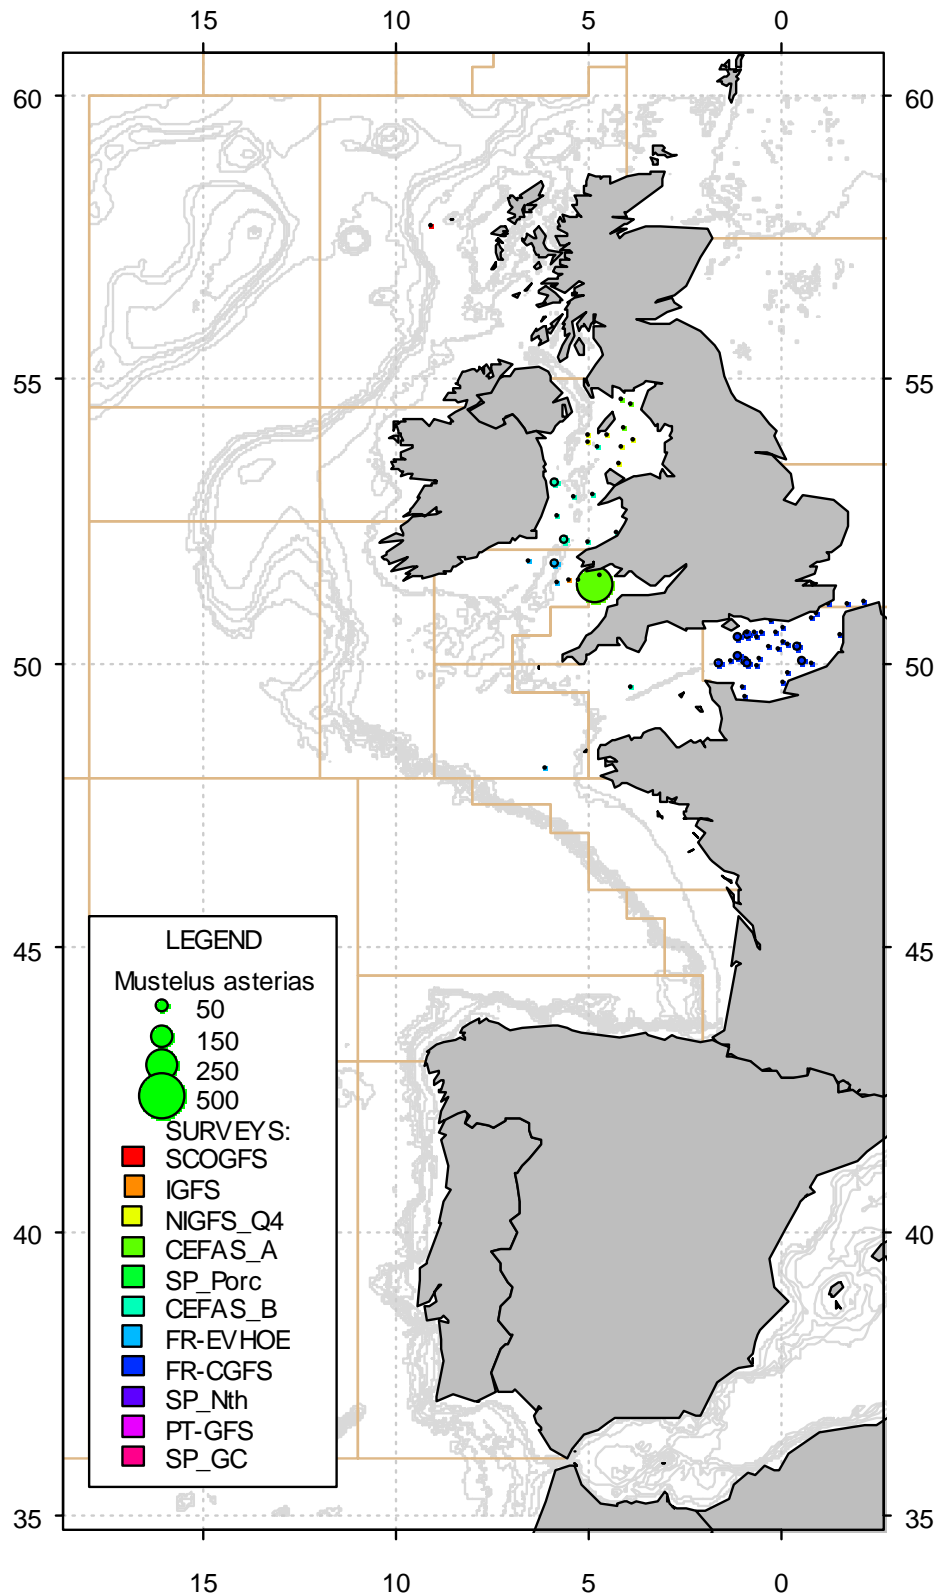 15 10 5 0
60 60
55 55
50 50
45 45
LEGEND
Mustelus asterias
50
150
250
500
SURVEYS:
SCOGFS
IGFS
NIGFS_Q4
CEFAS_A
SP_Porc
CEFAS_B
FR-EVHOE
FR-CGFS
SP_Nth
PT-GFS
SP_GC
40 40
35 35
15 10 5 0